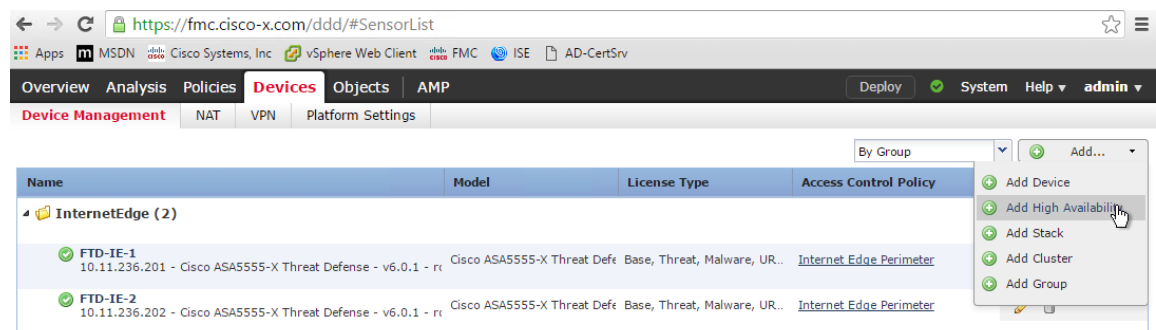 https://fmc.cisco-x.com/ddd/#SensorList
Apps MSDN Cisco Systems, Inc vSphere Web Client FMC ISE AD-CertSrv
Overview Analysis Policies Devices Objects AMP Deploy System Help admin
Device Management NAT VPN Platform Settings
By Group Add...
Name Model License Type Access Control Policy
Add Device
Add High Availability
Add Stack
Add Cluster
Add Group
InternetEdge (2)
FTD-IE-1
10.11.236.201 - Cisco ASA5555-X Threat Defense - v6.0.1 - Cisco ASA5555-X Threat Defe Base, Threat, Malware, UR... Internet Edge Perimeter
FTD-IE-2
10.11.236.202 - Cisco ASA5555-X Threat Defense - v6.0.1 - Cisco ASA5555-X Threat Defe Base, Threat, Malware, UR... Internet Edge Perimeter